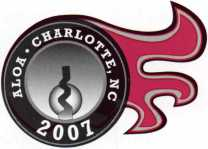 ALOA • CHARLOTTE, NC
2007